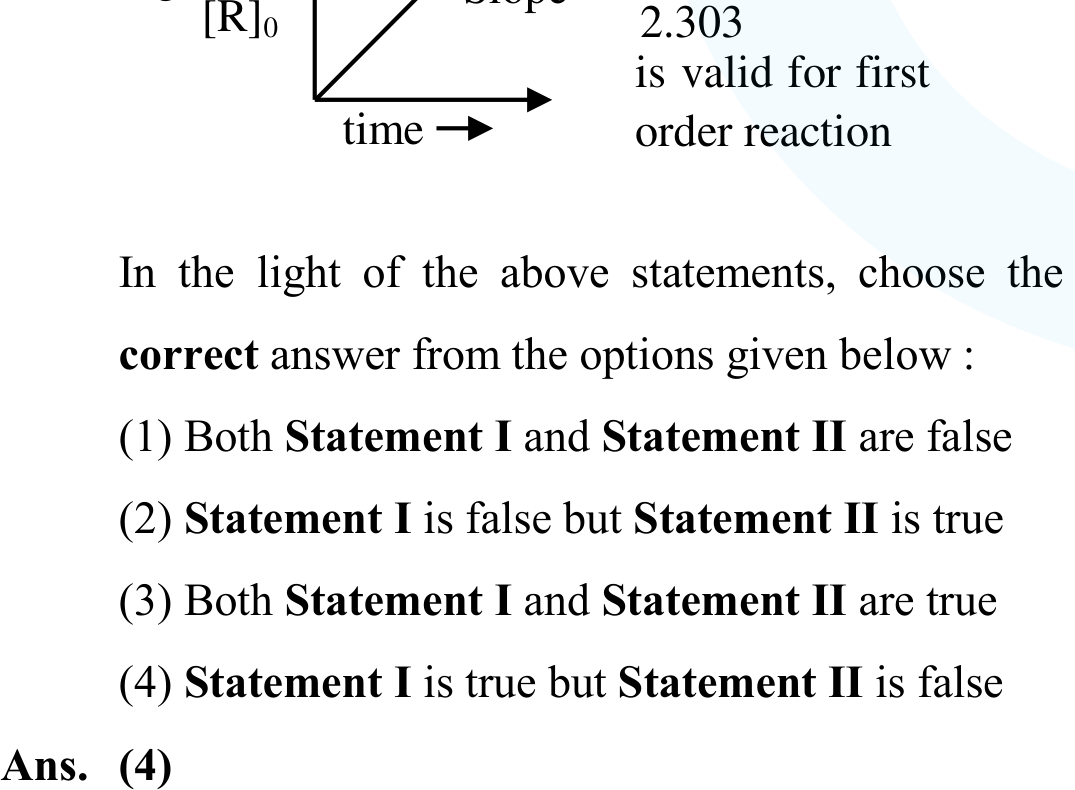 [R]₀
Slope
2.303
is valid for first
time
order reaction
In the light of the above statements, choose the
correct answer from the options given below :
(1) Both Statement I and Statement II are false
(2) Statement I is false but Statement II is true
(3) Both Statement I and Statement II are true
(4) Statement I is true but Statement II is false
Ans. (4)